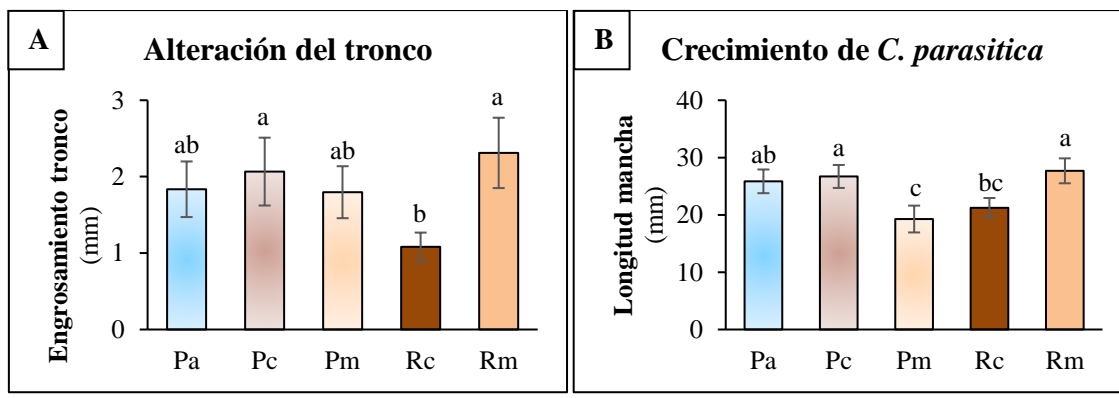 A
Alteración del tronco
Engrosamiento tronco
(mm)
3
2
1
0
ab
a
ab
b
a
Pa Pc Pm Rc Rm
B
Crecimiento de C. parasitica
Longitud mancha
(mm)
40
30
20
10
0
ab
a
c
bc
a
Pa Pc Pm Rc Rm